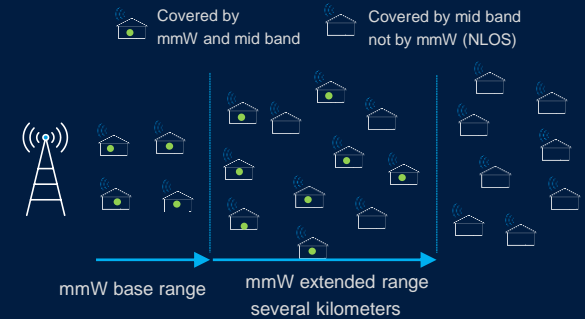 Covered by
mmW and mid band
Covered by mid band
not by mmW (NLOS)
mmW base range
mmW extended range
several kilometers